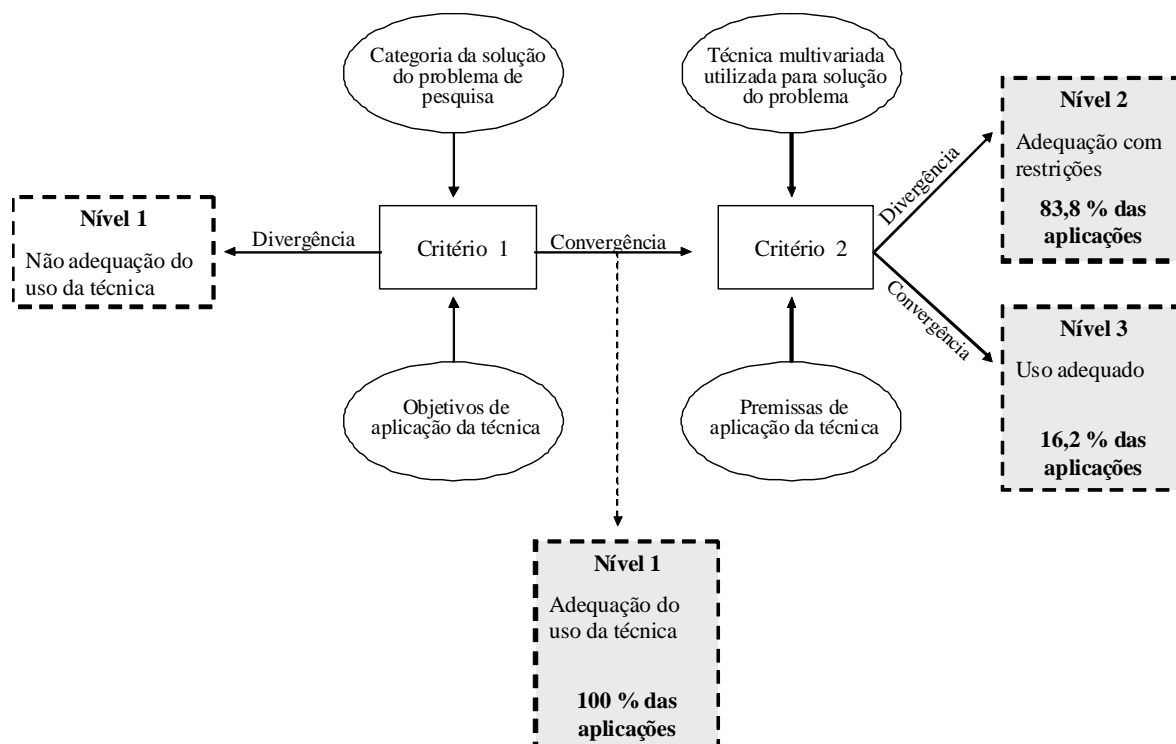 Categoria da solução
do problema de
pesquisa
Técnica multivariada
utilizada para solução
do problema
Nível 2
Adequação com
restrições
83,8 % das
aplicações
Divergência
Nível 1
Não adequação do
uso da técnica
Divergência
Critério 1
Convergência
Critério 2
Convergência
Nível 3
Uso adequado
16,2 % das
aplicações
Objetivos de
aplicação da técnica
Premissas de
aplicação da técnica
Nível 1
Adequação do
uso da técnica
100 % das
aplicações